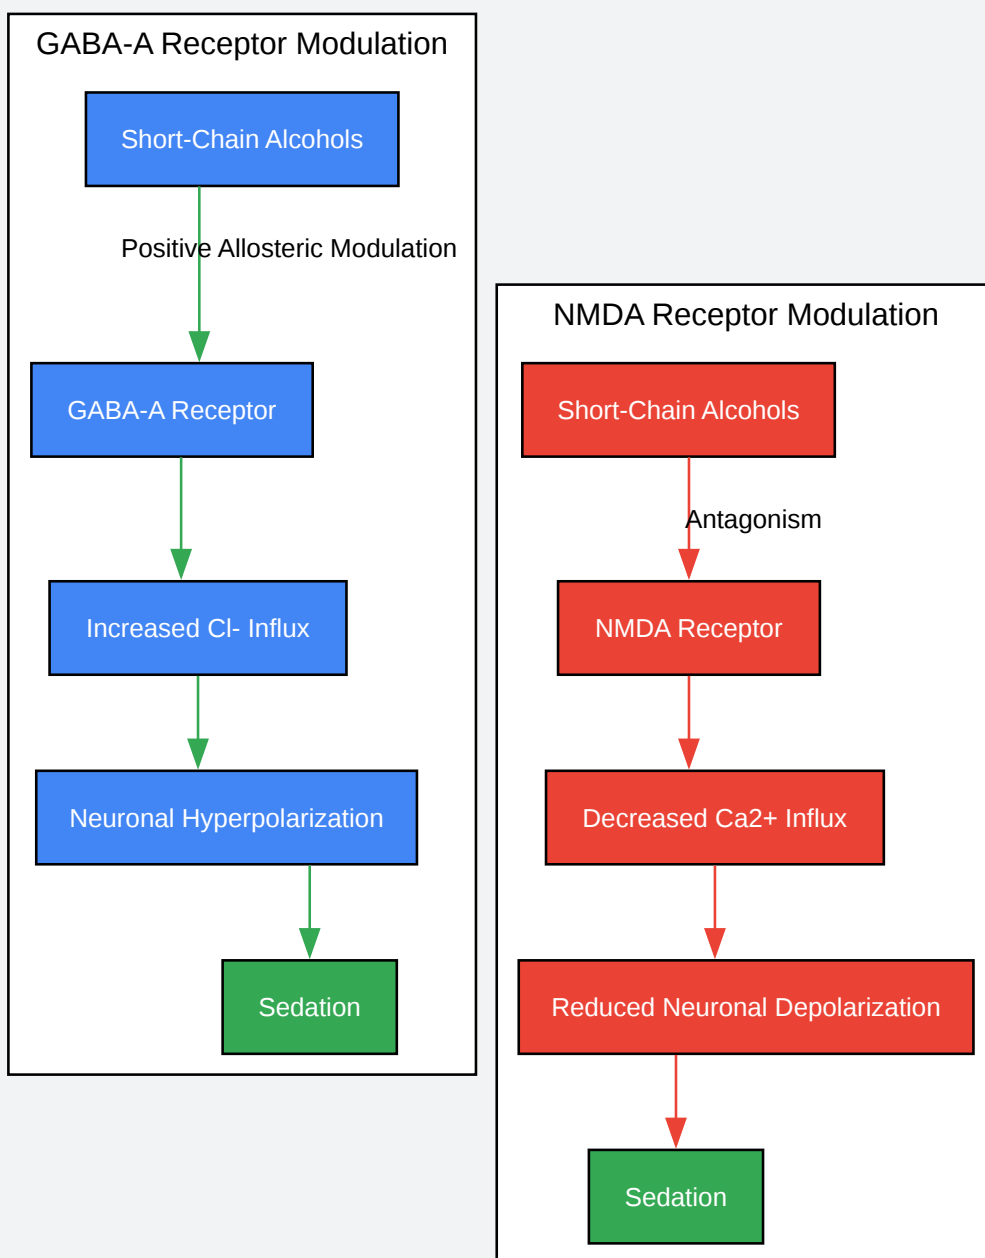 GABA-A Receptor Modulation
Short-Chain Alcohols
Positive Allosteric Modulation
GABA-A Receptor
Increased Cl- Influx
Neuronal Hyperpolarization
Sedation
NMDA Receptor Modulation
Short-Chain Alcohols
Antagonism
NMDA Receptor
Decreased Ca2+ Influx
Reduced Neuronal Depolarization
Sedation